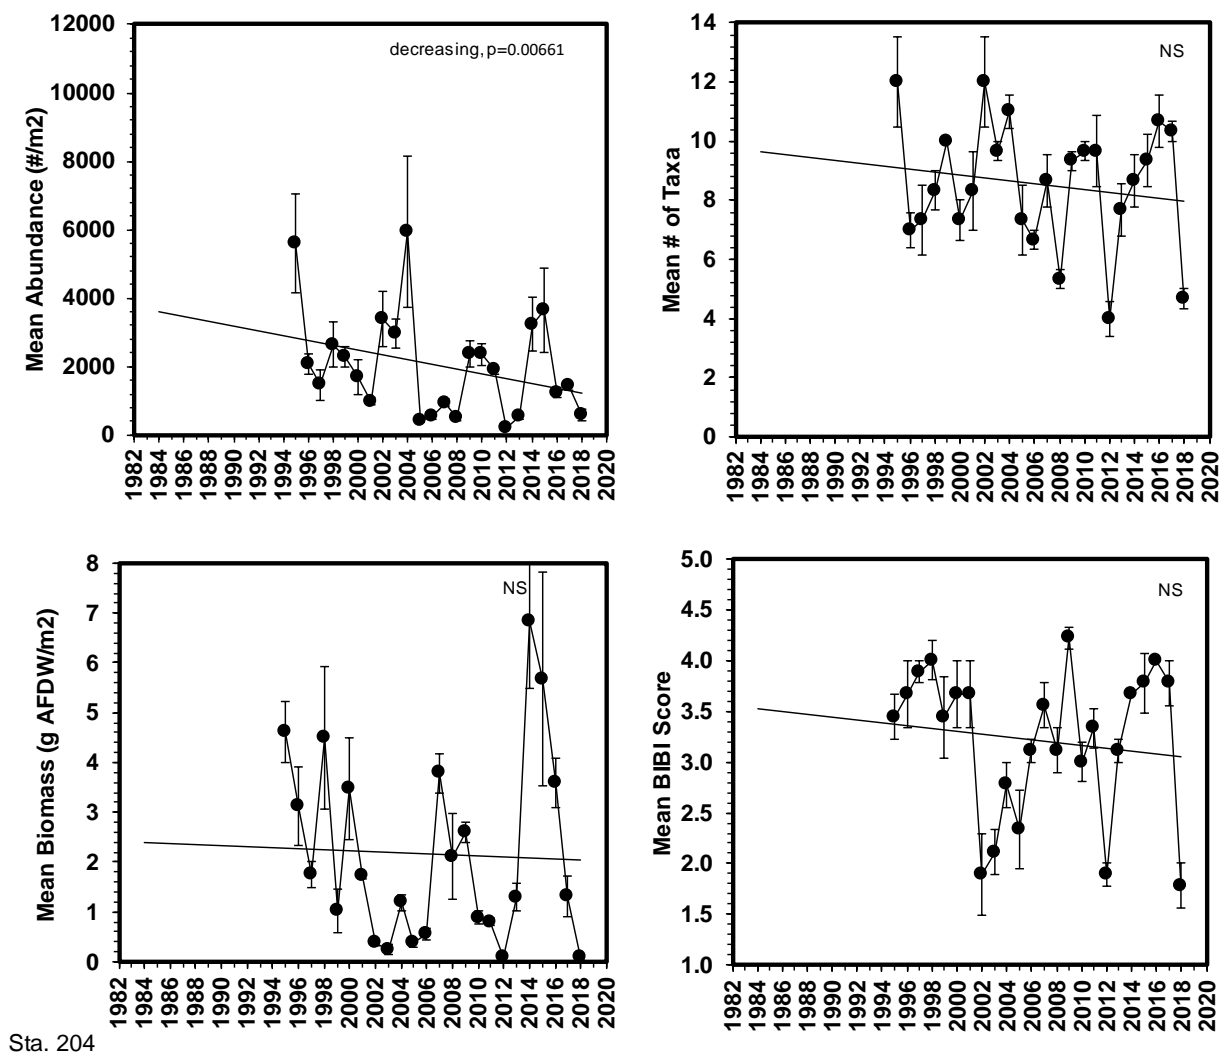 Mean Abundance (#/m2)
12000
10000
8000
6000
4000
2000
0
decreasing, p=0.00661
1982 1984 1986 1988 1990 1992 1994 1996 1998 2000 2002 2004 2006 2008 2010 2012 2014 2016 2018 2020
Mean # of Taxa
14
12
10
8
6
4
2
0
NS
1982 1984 1986 1988 1990 1992 1994 1996 1998 2000 2002 2004 2006 2008 2010 2012 2014 2016 2018 2020
Mean Biomass (g AFDW/m2)
8
7
6
5
4
3
2
1
0
NS
1982 1984 1986 1988 1990 1992 1994 1996 1998 2000 2002 2004 2006 2008 2010 2012 2014 2016 2018 2020
Mean BIBI Score
5.0
4.5
4.0
3.5
3.0
2.5
2.0
1.5
1.0
NS
1982 1984 1986 1988 1990 1992 1994 1996 1998 2000 2002 2004 2006 2008 2010 2012 2014 2016 2018 2020
Sta. 204